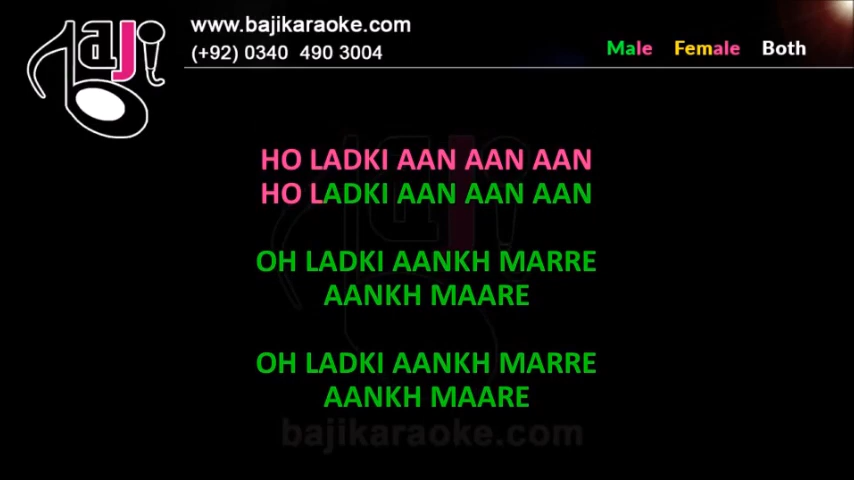 aji
www.bajikaraoke.com
(+92) 0340 490 3004
Male Female Both
HO LADKI AAN AAN AAN
HO LADKI AAN AAN AAN
OH LADKI AANKH MARRE
AANKH MAARE
OH LADKI AANKH MARRE
AANKH MAARE
bajikaraoke.com